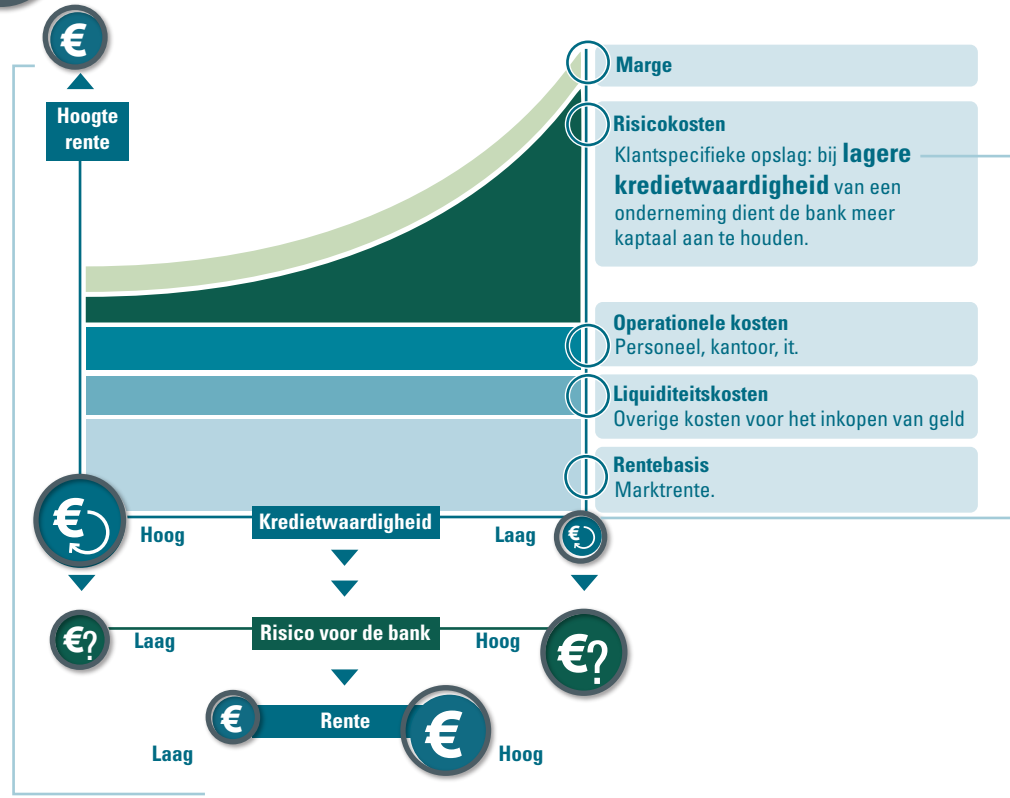 €
Hoogte
rente
Marge
Risicokosten
Klantspecifieke opslag: bij lagere
kredietwaardigheid van een
onderneming dient de bank meer
kaptaal aan te houden.
Operationele kosten
Personeel, kantoor, it.
Liquiditeitskosten
Overige kosten voor het inkopen van geld
Rentebasis
Marktrente.
€
Hoog
Kredietwaardigheid
Laag
€
€?
Laag
Risico voor de bank
Hoog
€?
€
Rente
€
Laag
Hoog